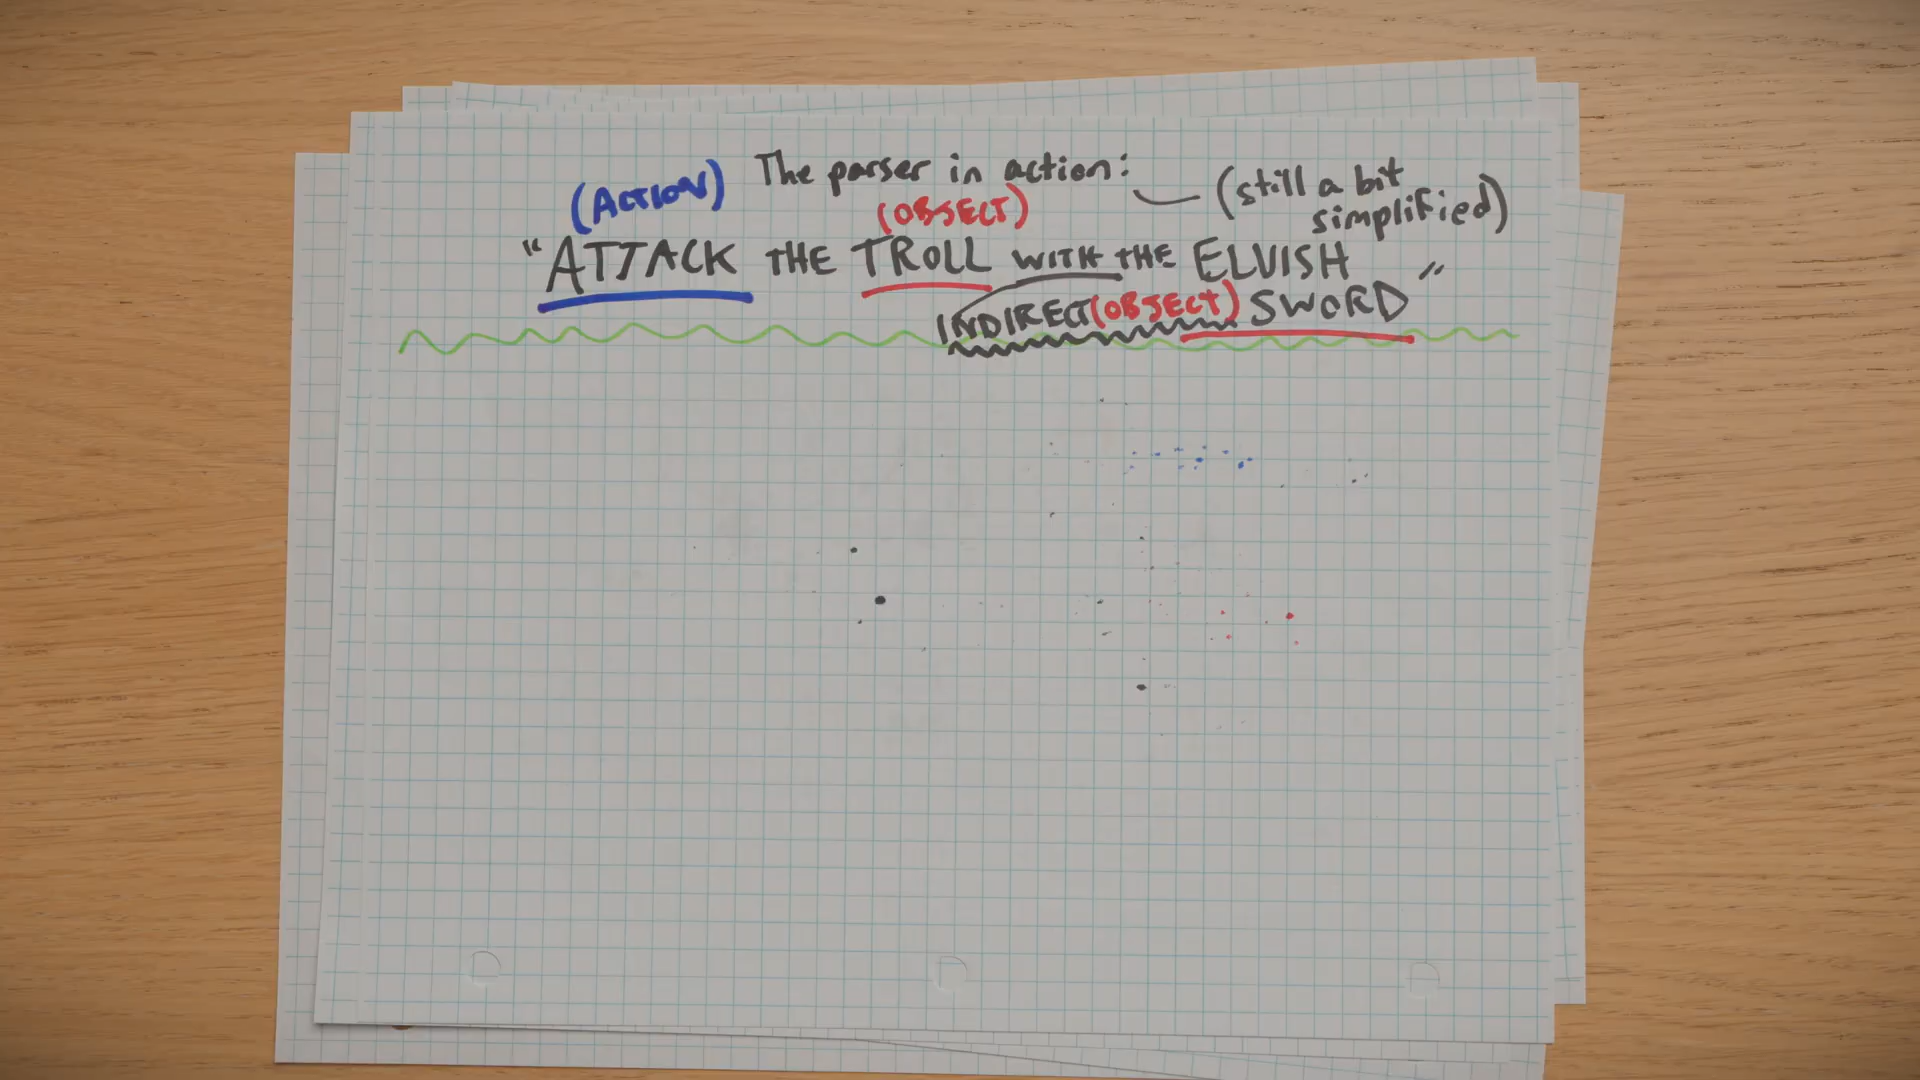 The parser in action:
(still a bit
simplified)
(ACTION)
(OBJECT)
"ATTACK THE TROLL WITH THE ELVISH
INDIRECT (OBJECT) SWORD"